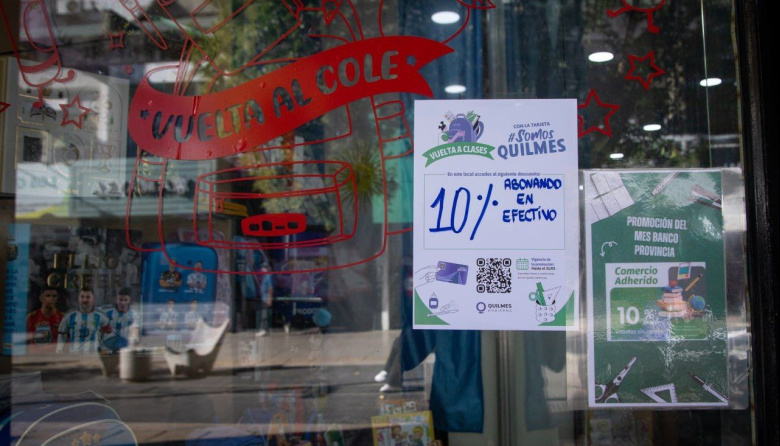 VUELTA AL COLE
VUELTA A CLASES
CON LA TARJETA
#SOMOS
QUILMES
En este local accedes al siguiente descuento:
10%
ABONANDO
EN
EFECTIVO
QUILMES
PROMOCIÓN DEL
MES BANCO
PROVINCIA
Comercio
Adherido
10%